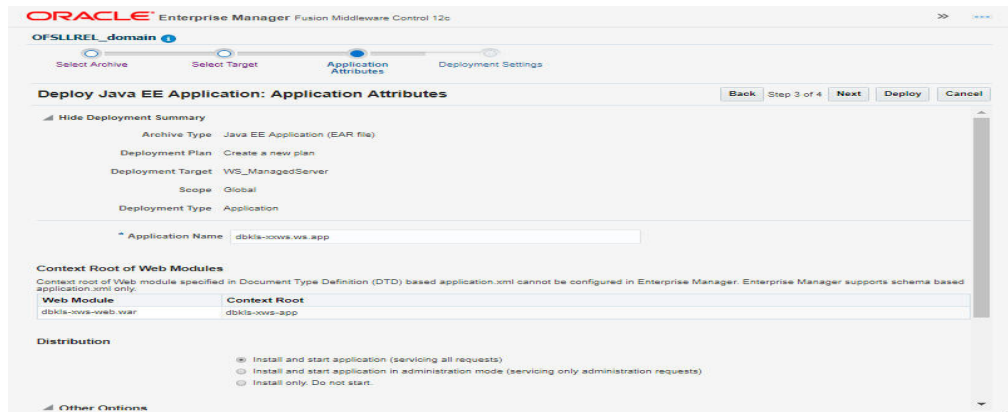 ORACLE Enterprise Manager Fusion Middleware Control 12c
OFSLLREL_domain
Select Archive Select Target Application Attributes Deployment Settings
Deploy Java EE Application: Application Attributes Back Step 3 of 4 Next Deploy Cancel
Hide Deployment Summary
Archive Type Java EE Application (EAR file)
Deployment Plan Create a new plan
Deployment Target WS_ManagedServer
Scope Global
Deployment Type Application
* Application Name
Context Root of Web Modules
Context root of Web module specified in Document Type Definition (DTD) based application.xml cannot be configured in Enterprise Manager. Enterprise Manager supports schema based
application.xml only.
Web Module Context Root
dbkls-xws-web.war dbkls-xws-app
Distribution
Install and start application (servicing all requests)
Install and start application in administration mode (servicing only administration requests)
Install only. Do not start.
Other Options